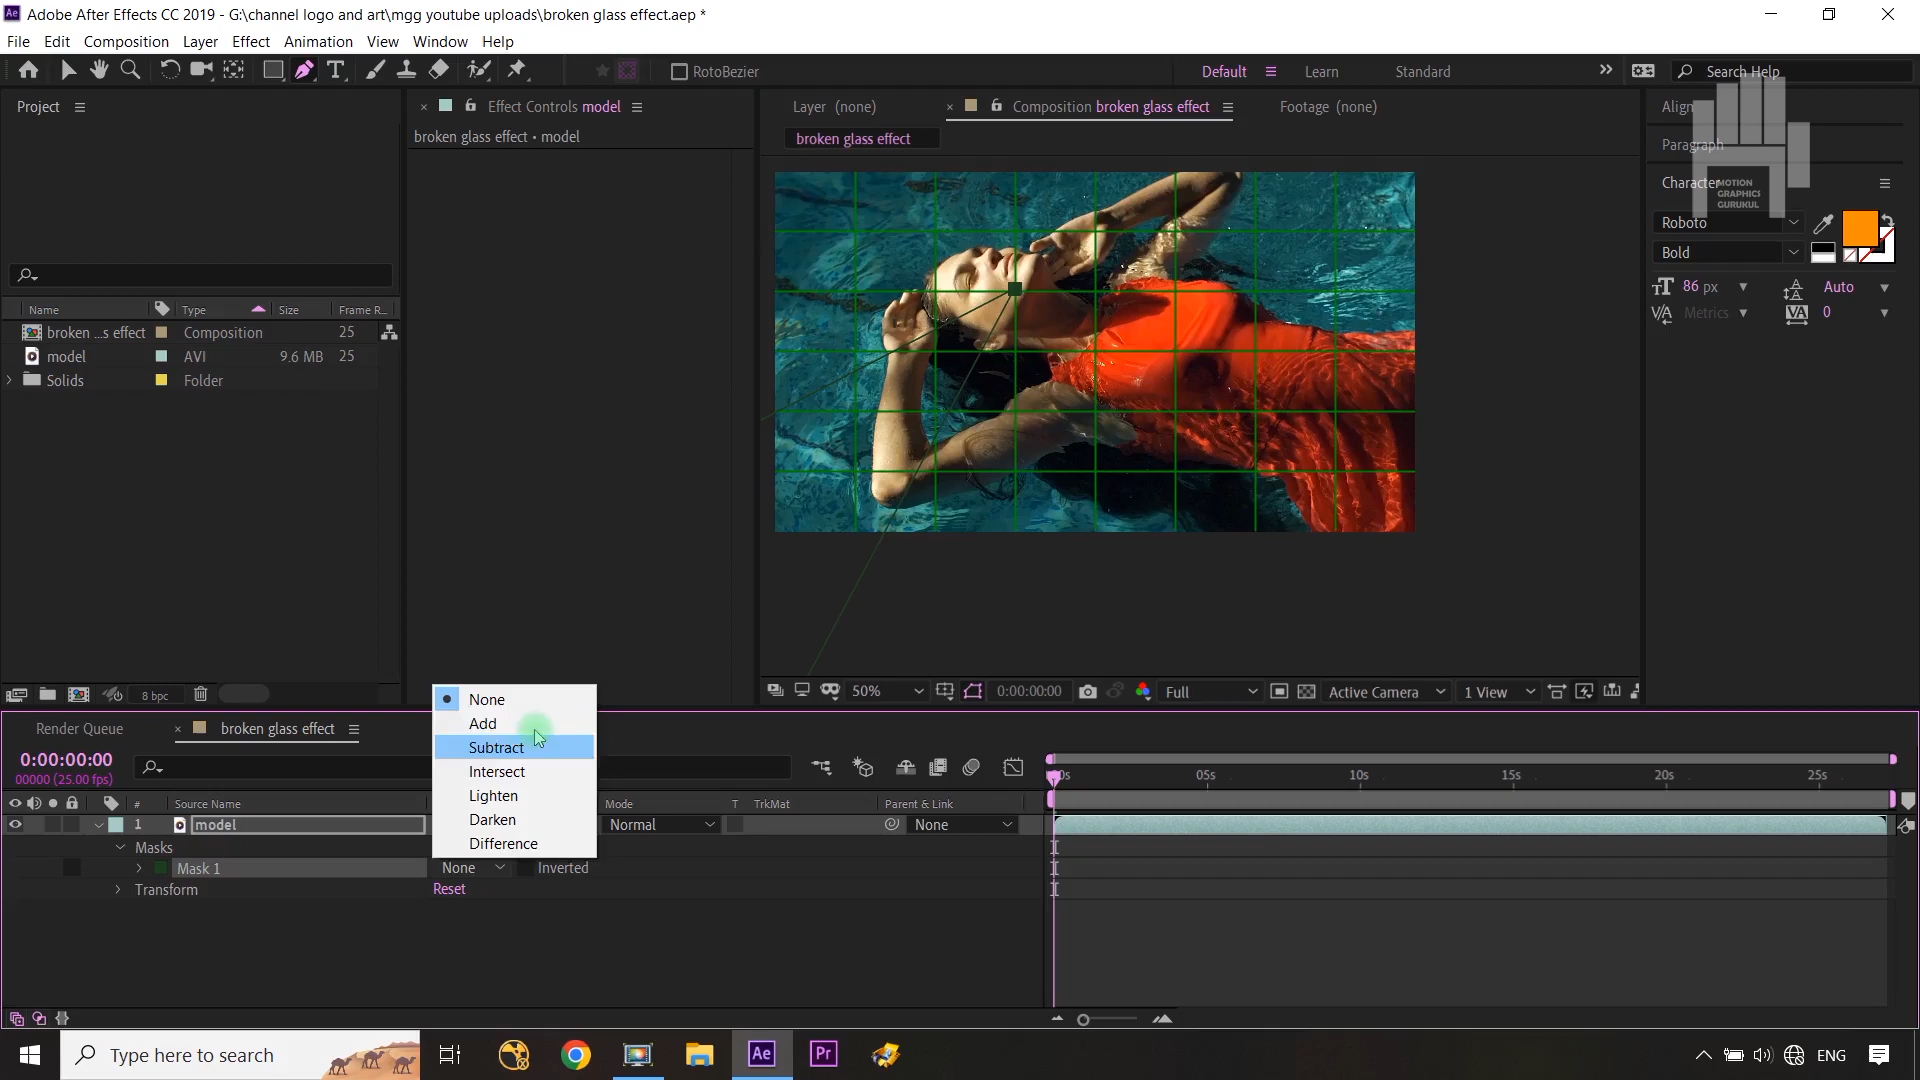 Adobe After Effects CC 2019 - G:\channel logo and art\mgg youtube uploads\broken glass effect.aep *
File Edit Composition Layer Effect Animation View Window Help
RotoBezier
Default
Learn
Standard
Search Help
Project
Effect Controls model
broken glass effect • model
Layer (none)
Composition broken glass effect
Footage (none)
broken glass effect
Align
Paragraph
Character
MOTION
GRAPHICS
GURUKUL
Roboto
Bold
86 px
Auto
Metrics
0
Name Type Size Frame R...
broken ...s effect Composition 25
model AVI 9.6 MB 25
Solids Folder
8 bpc
50%
0:00:00:00
Full
Active Camera
1 View
None
Add
Subtract
Intersect
Lighten
Darken
Difference
Render Queue
broken glass effect
0:00:00:00
00000 (25.00 fps)
05s
10s
15s
20s
25s
# Source Name
Mode T TrkMat Parent & Link
1 model Normal None
Masks
Mask 1 None Inverted
Transform Reset
Type here to search
Ae
Pr
ENG